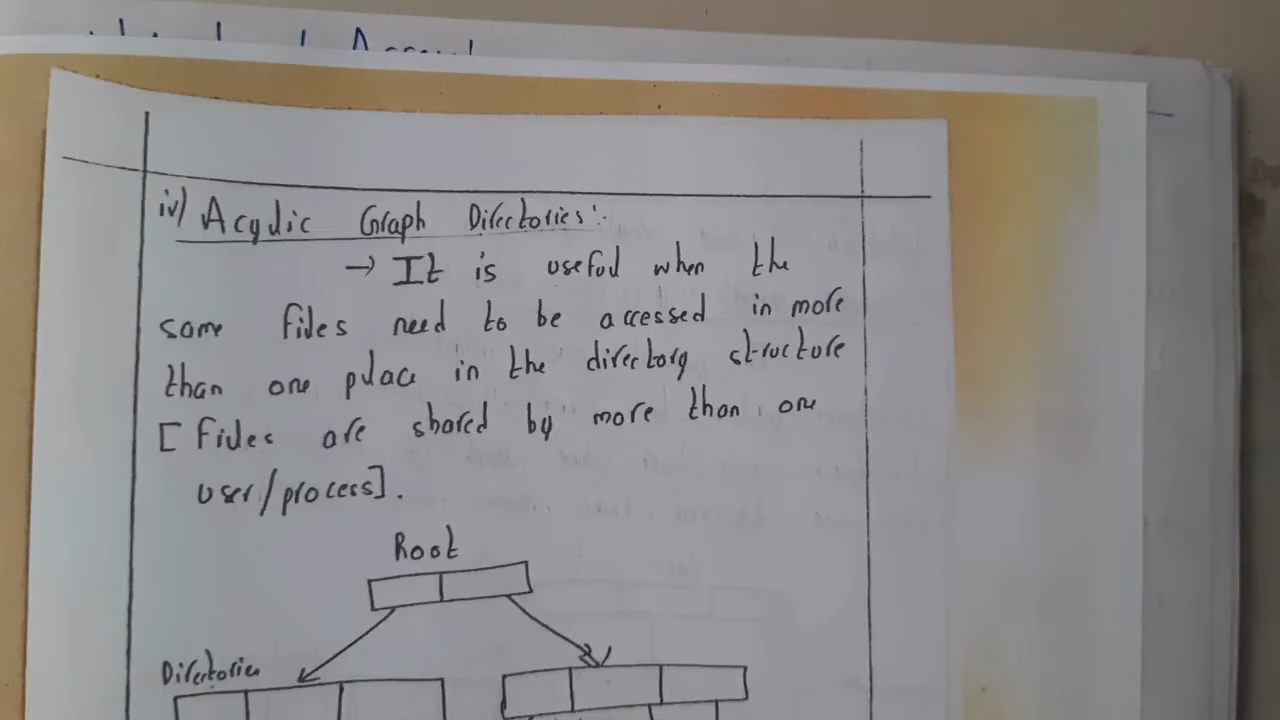 iv) Acyclic Graph Directories:-
→ It is useful when the
same files need to be accessed in more
than one place in the directory structure
[Files are shared by more than one
user/process].
Root
Directories